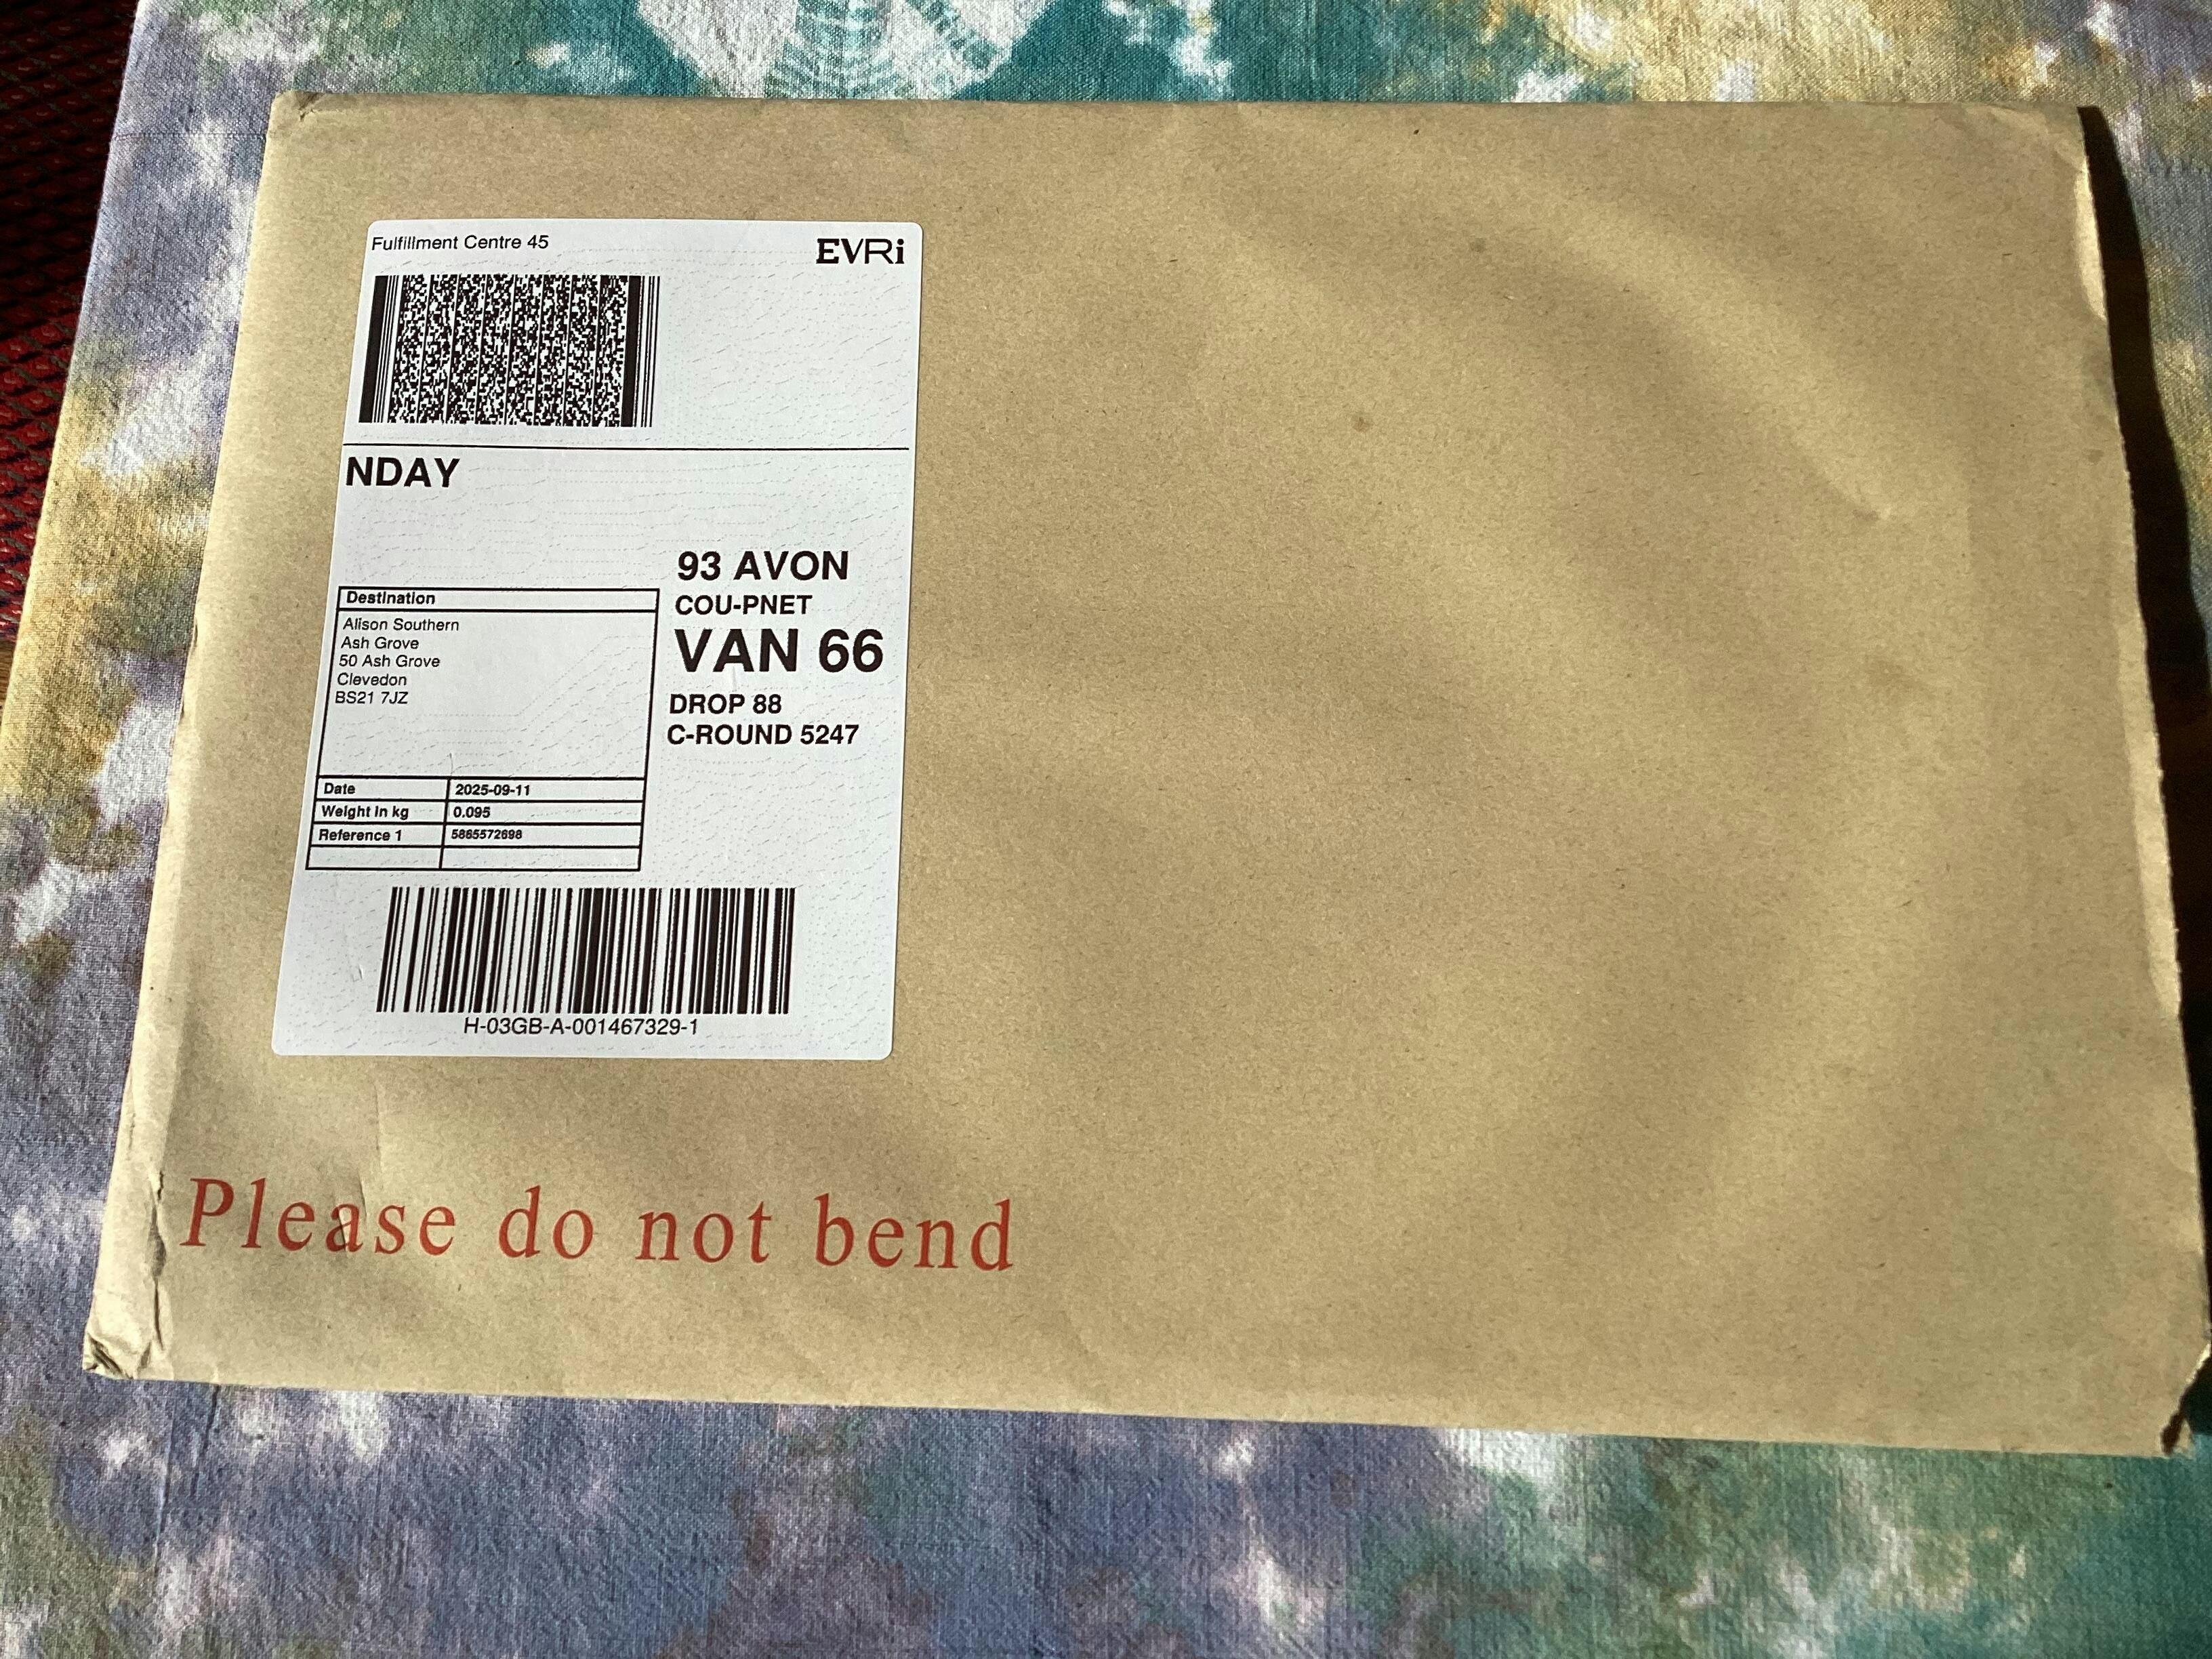 Fulfillment Centre 45
EVRi
NDAY
93 AVON
COU-PNET
VAN 66
DROP 88
C-ROUND 5247
Destination
Alison Southern
Ash Grove
50 Ash Grove
Clevedon
BS21 7JZ
Date 2025-09-11
Weight in kg 0.095
Reference 1 5865572698
H-03GB-A-001467329-1
Please do not bend